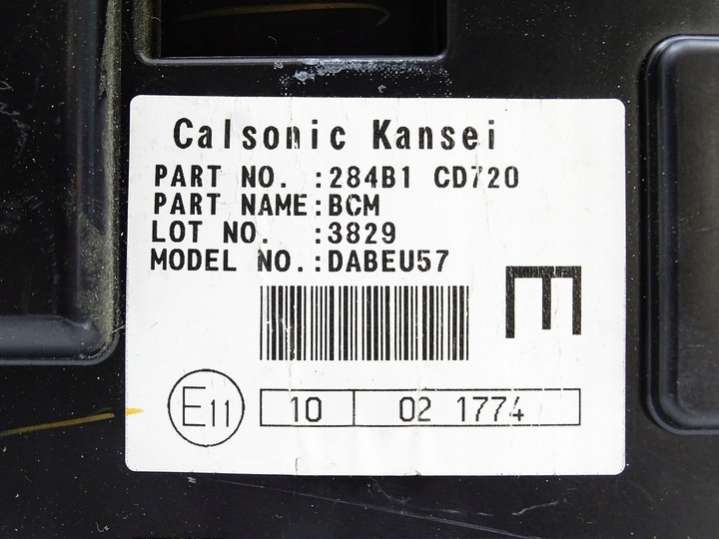 Calsonic Kansei
PART NO. :284B1 CD720
PART NAME:BCM
LOT NO. :3829
MODEL NO.:DABEU57
E
E11 10 02 1774